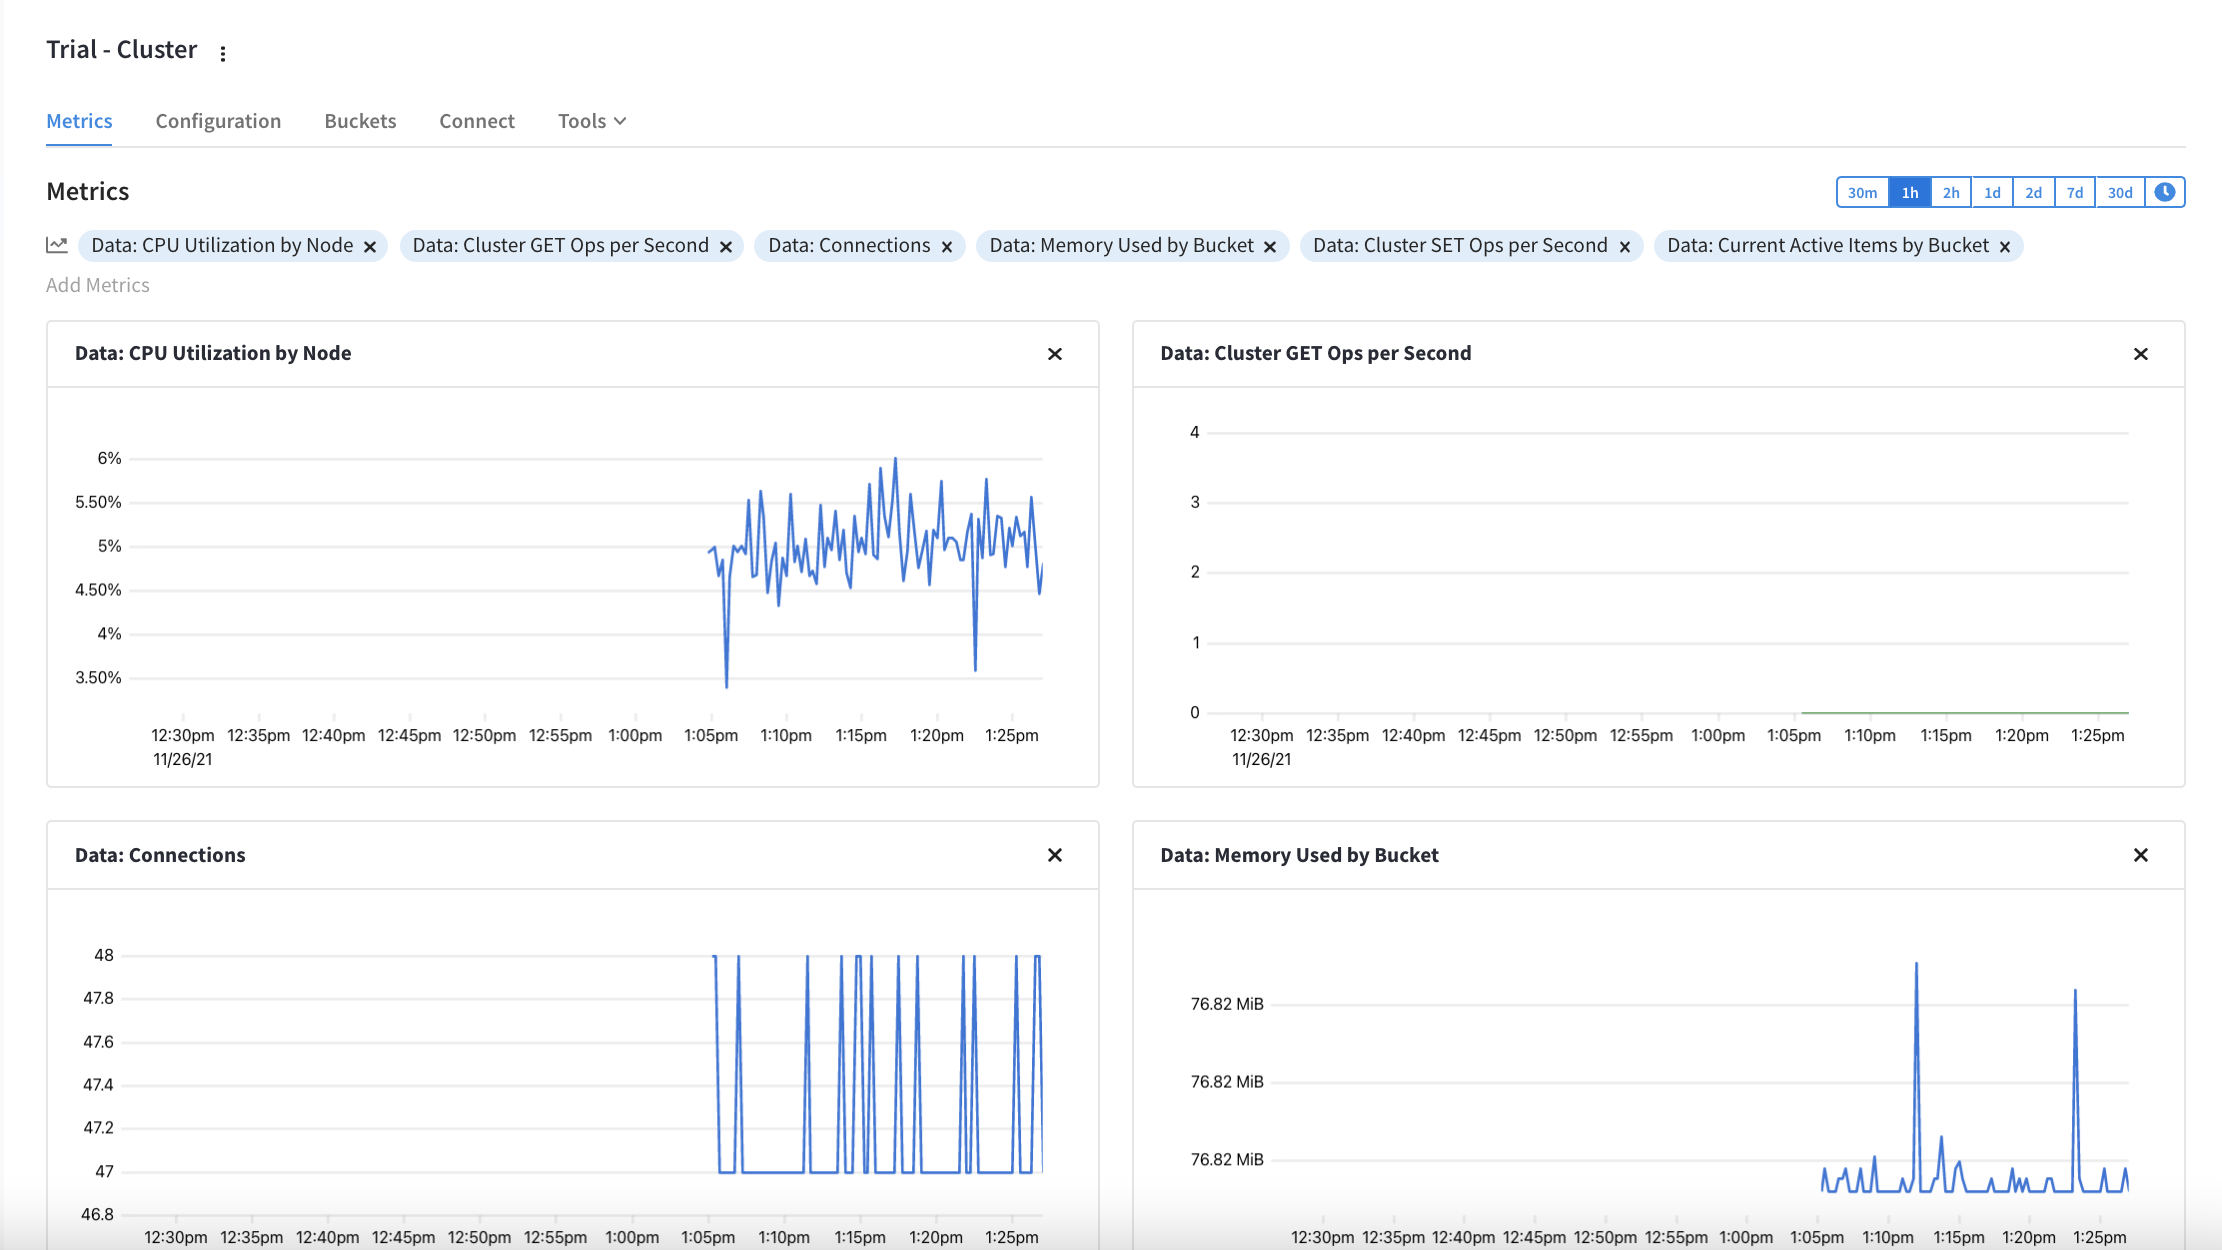 Trial - Cluster
Metrics Configuration Buckets Connect Tools
Metrics
30m 1h 2h 1d 2d 7d 30d
Data: CPU Utilization by Node × Data: Cluster GET Ops per Second × Data: Connections × Data: Memory Used by Bucket × Data: Cluster SET Ops per Second × Data: Current Active Items by Bucket ×
Add Metrics
Data: CPU Utilization by Node ×
6%
5.50%
5%
4.50%
4%
3.50%
12:30pm 12:35pm 12:40pm 12:45pm 12:50pm 12:55pm 1:00pm 1:05pm 1:10pm 1:15pm 1:20pm 1:25pm
11/26/21
Data: Cluster GET Ops per Second ×
4
3
2
1
0
12:30pm 12:35pm 12:40pm 12:45pm 12:50pm 12:55pm 1:00pm 1:05pm 1:10pm 1:15pm 1:20pm 1:25pm
11/26/21
Data: Connections ×
48
47.8
47.6
47.4
47.2
47
46.8
12:30pm 12:35pm 12:40pm 12:45pm 12:50pm 12:55pm 1:00pm 1:05pm 1:10pm 1:15pm 1:20pm 1:25pm
Data: Memory Used by Bucket ×
76.82 MiB
76.82 MiB
76.82 MiB
12:30pm 12:35pm 12:40pm 12:45pm 12:50pm 12:55pm 1:00pm 1:05pm 1:10pm 1:15pm 1:20pm 1:25pm